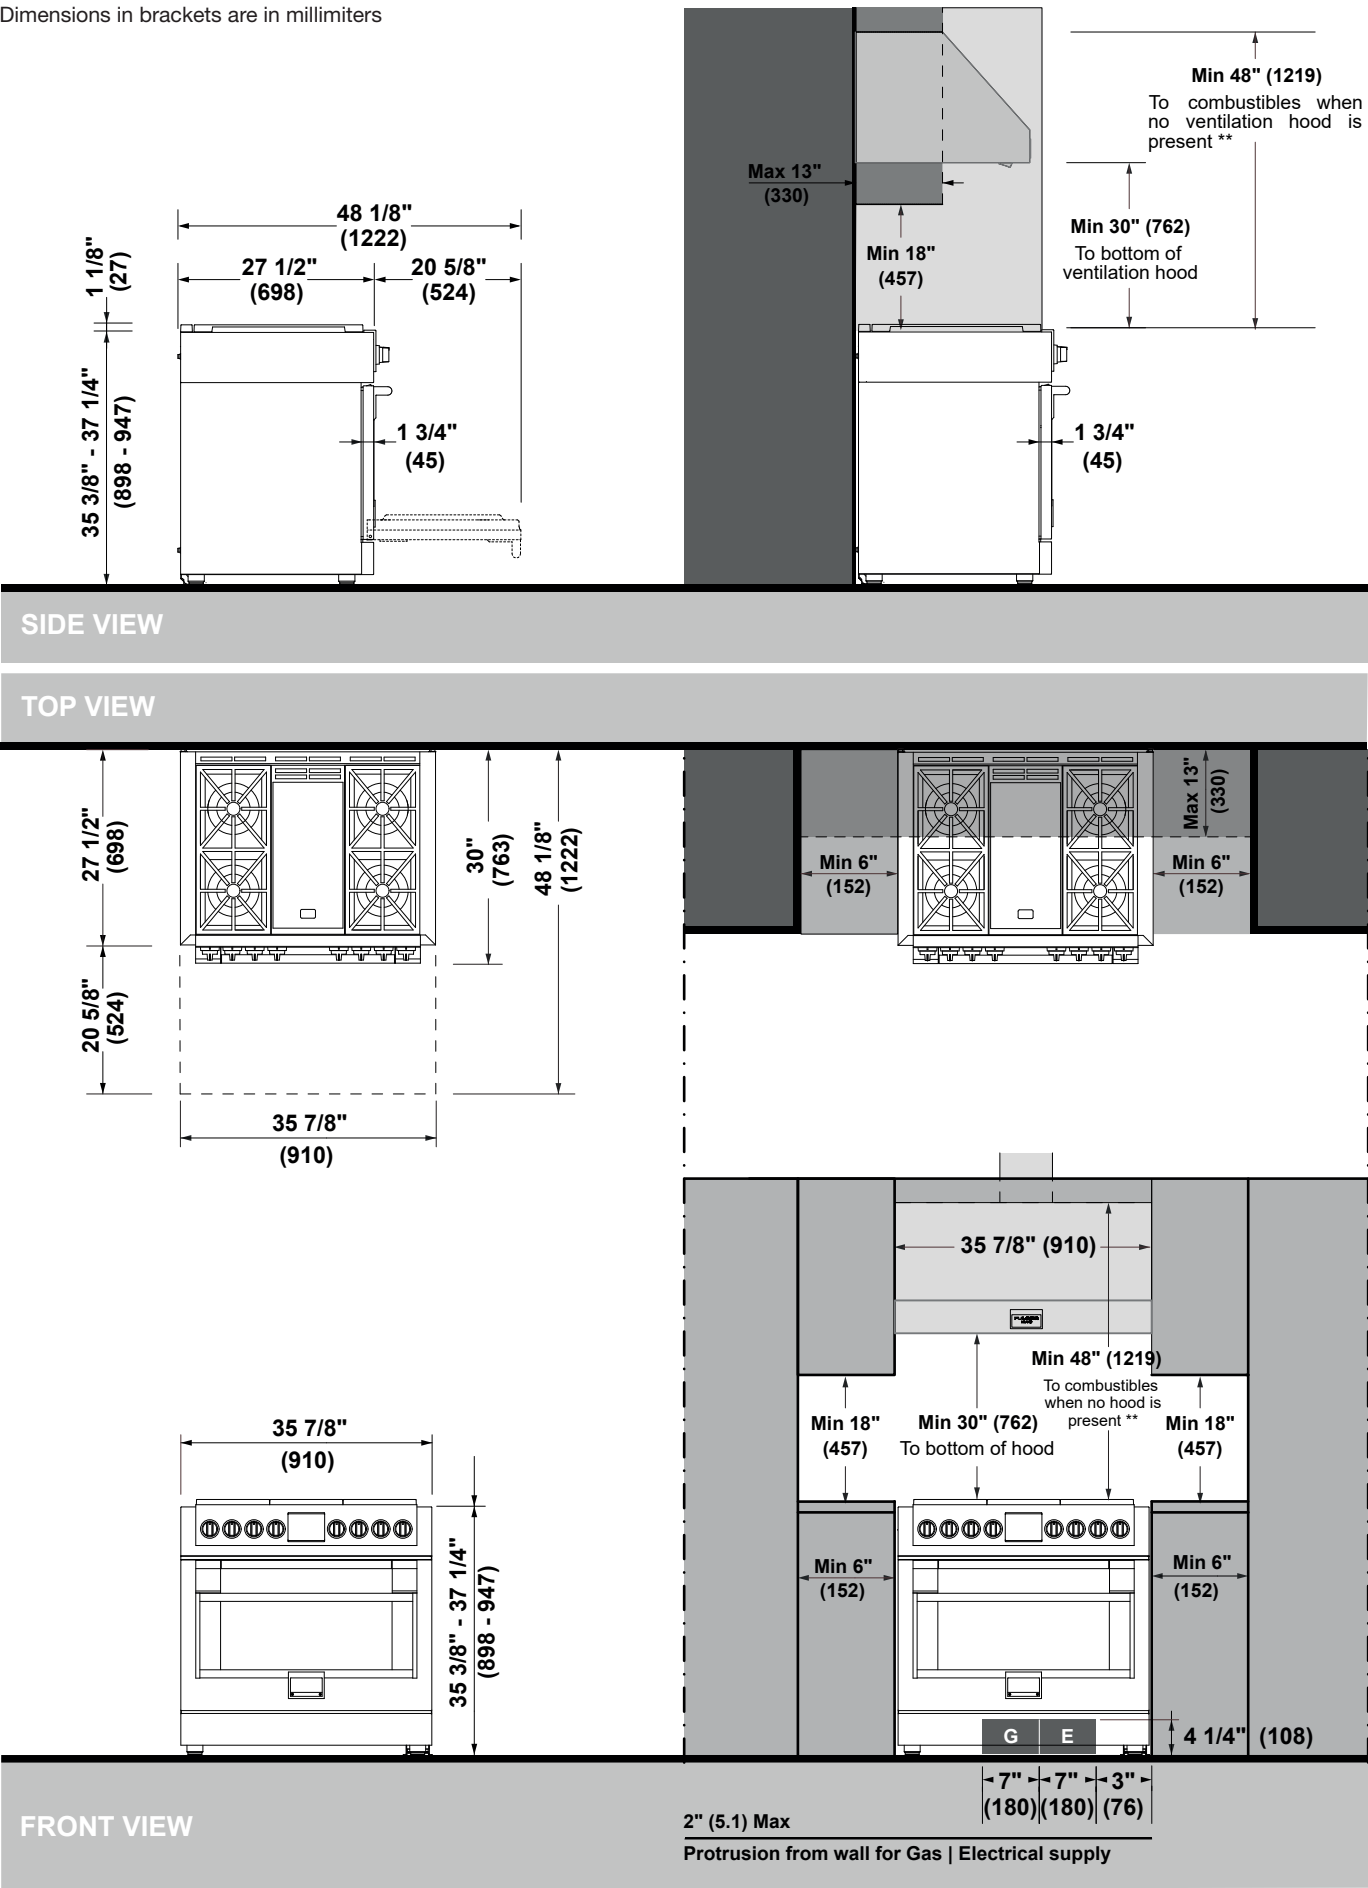 Dimensions in brackets are in millimiters
48 1/8"
(1222)
27 1/2"
(698)
20 5/8"
(524)
1 1/8"
(27)
35 3/8" - 37 1/4"
(898 - 947)
1 3/4"
(45)
Max 13"
(330)
Min 18"
(457)
Min 48" (1219)
To combustibles when
no ventilation hood is
present **
Min 30" (762)
To bottom of
ventilation hood
1 3/4"
(45)
SIDE VIEW
TOP VIEW
27 1/2"
(698)
20 5/8"
(524)
30"
(763)
48 1/8"
(1222)
35 7/8"
(910)
Max 13"
(330)
Min 6"
(152)
Min 6"
(152)
35 7/8"
(910)
35 3/8" - 37 1/4"
(898 - 947)
35 7/8" (910)
Min 48" (1219)
To combustibles
when no hood is
present **
Min 18"
(457)
Min 30" (762)
To bottom of hood
Min 18"
(457)
Min 6"
(152)
Min 6"
(152)
G E
4 1/4" (108)
7" 7" 3"
(180) (180) (76)
FRONT VIEW
2" (5.1) Max
Protrusion from wall for Gas | Electrical supply